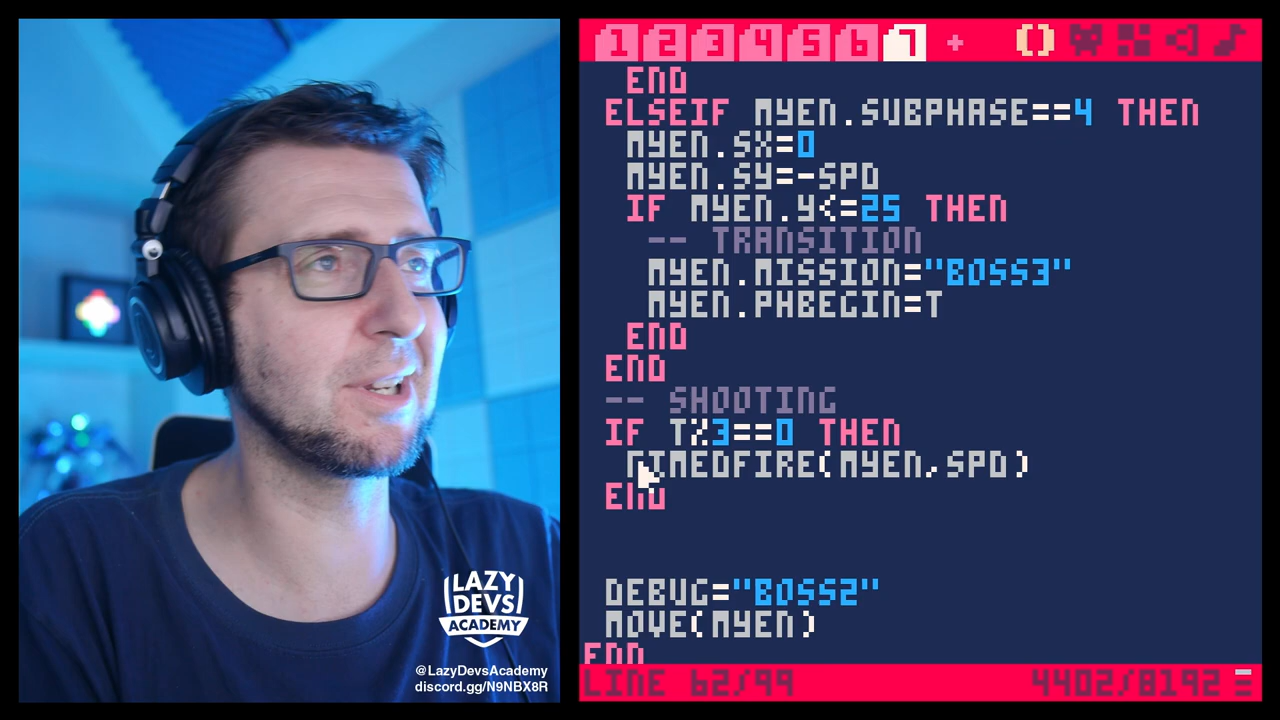 LAZY
DEVS
ACADEMY
@LazyDevsAcademy
discord.gg/N9NBX8R
1 2 3 4 5 6 7 + ()
END
ELSEIF MYEN.SUBPHASE==4 THEN
MYEN.SX=0
MYEN.SY=-SPD
IF MYEN.Y<=25 THEN
-- TRANSITION
MYEN.MISSION="BOSS3"
MYEN.PHBEGIN=T
END
END
-- SHOOTING
IF T%3==0 THEN
AIMEDFIRE(MYEN,SPD)
END
DEBUG="BOSS2"
MOVE(MYEN)
END
LINE 62/99
4402/8192